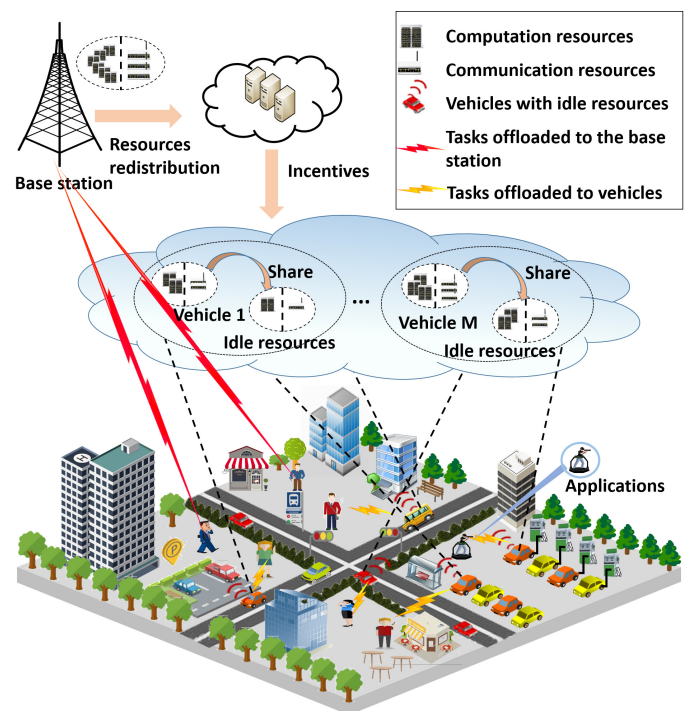 Computation resources
Communication resources
Vehicles with idle resources
Tasks offloaded to the base
station
Tasks offloaded to vehicles
Resources
redistribution
Base station
Incentives
Share
Vehicle 1
Idle resources
...
Share
Vehicle M
Idle resources
Applications
H
P